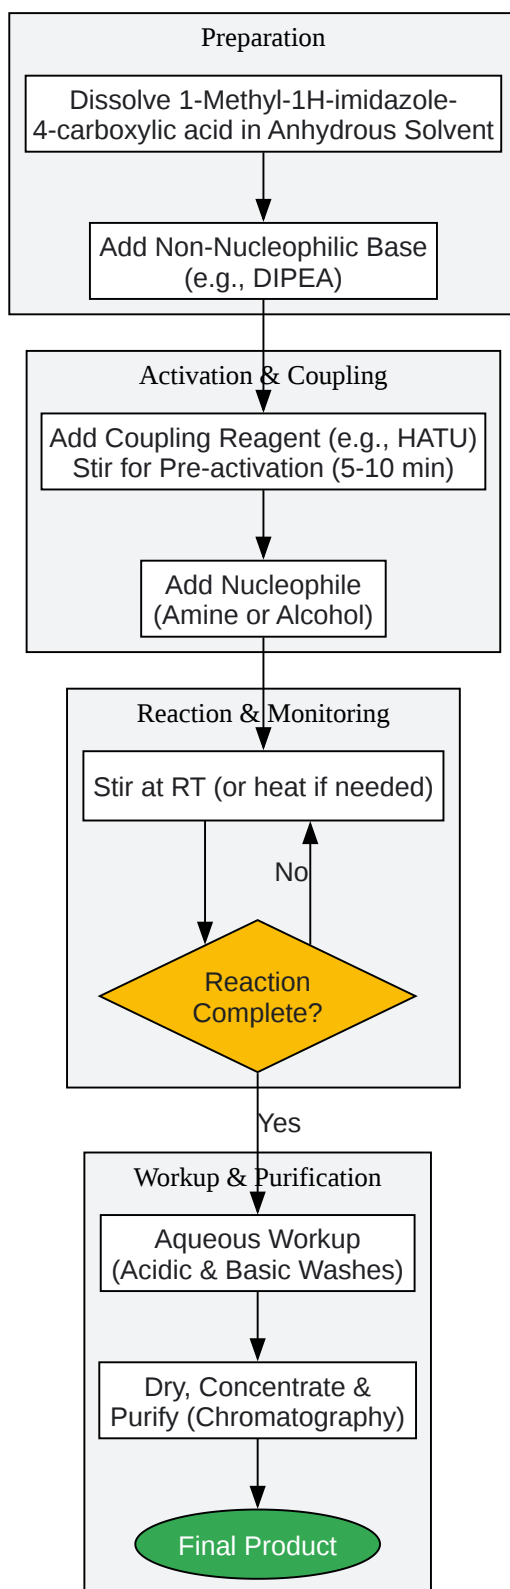 Preparation
Dissolve 1-Methyl-1H-imidazole-
4-carboxylic acid in Anhydrous Solvent
Add Non-Nucleophilic Base
(e.g., DIPEA)
Activation & Coupling
Add Coupling Reagent (e.g., HATU)
Stir for Pre-activation (5-10 min)
Add Nucleophile
(Amine or Alcohol)
Reaction & Monitoring
Stir at RT (or heat if needed)
No
Reaction
Complete?
Yes
Workup & Purification
Aqueous Workup
(Acidic & Basic Washes)
Dry, Concentrate &
Purify (Chromatography)
Final Product